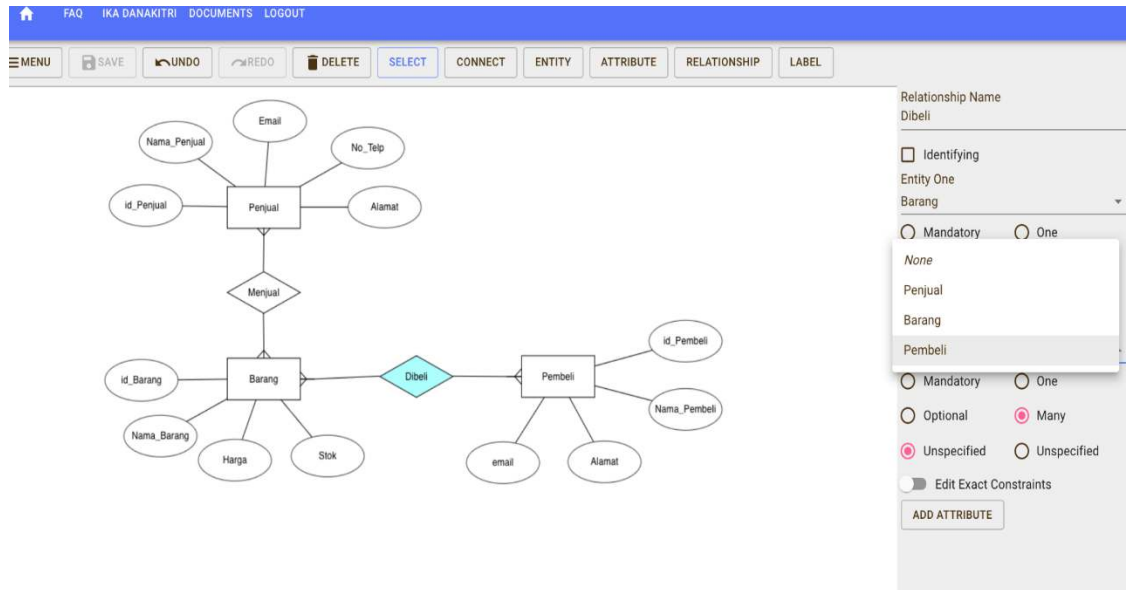 FAQ IKA DANAKITRI DOCUMENTS LOGOUT
MENU SAVE UNDO REDO DELETE SELECT CONNECT ENTITY ATTRIBUTE RELATIONSHIP LABEL
Email
Nama_Penjual
No_Telp
id_Penjual
Penjual
Alamat
Menjual
id_Pembeli
id_Barang
Barang
Dibeli
Pembeli
Nama_Pembeli
Nama_Barang
Harga
Stok
email
Alamat
Relationship Name
Dibeli
Identifying
Entity One
Barang
Mandatory One
None
Penjual
Barang
Pembeli
Mandatory One
Optional Many
Unspecified Unspecified
Edit Exact Constraints
ADD ATTRIBUTE